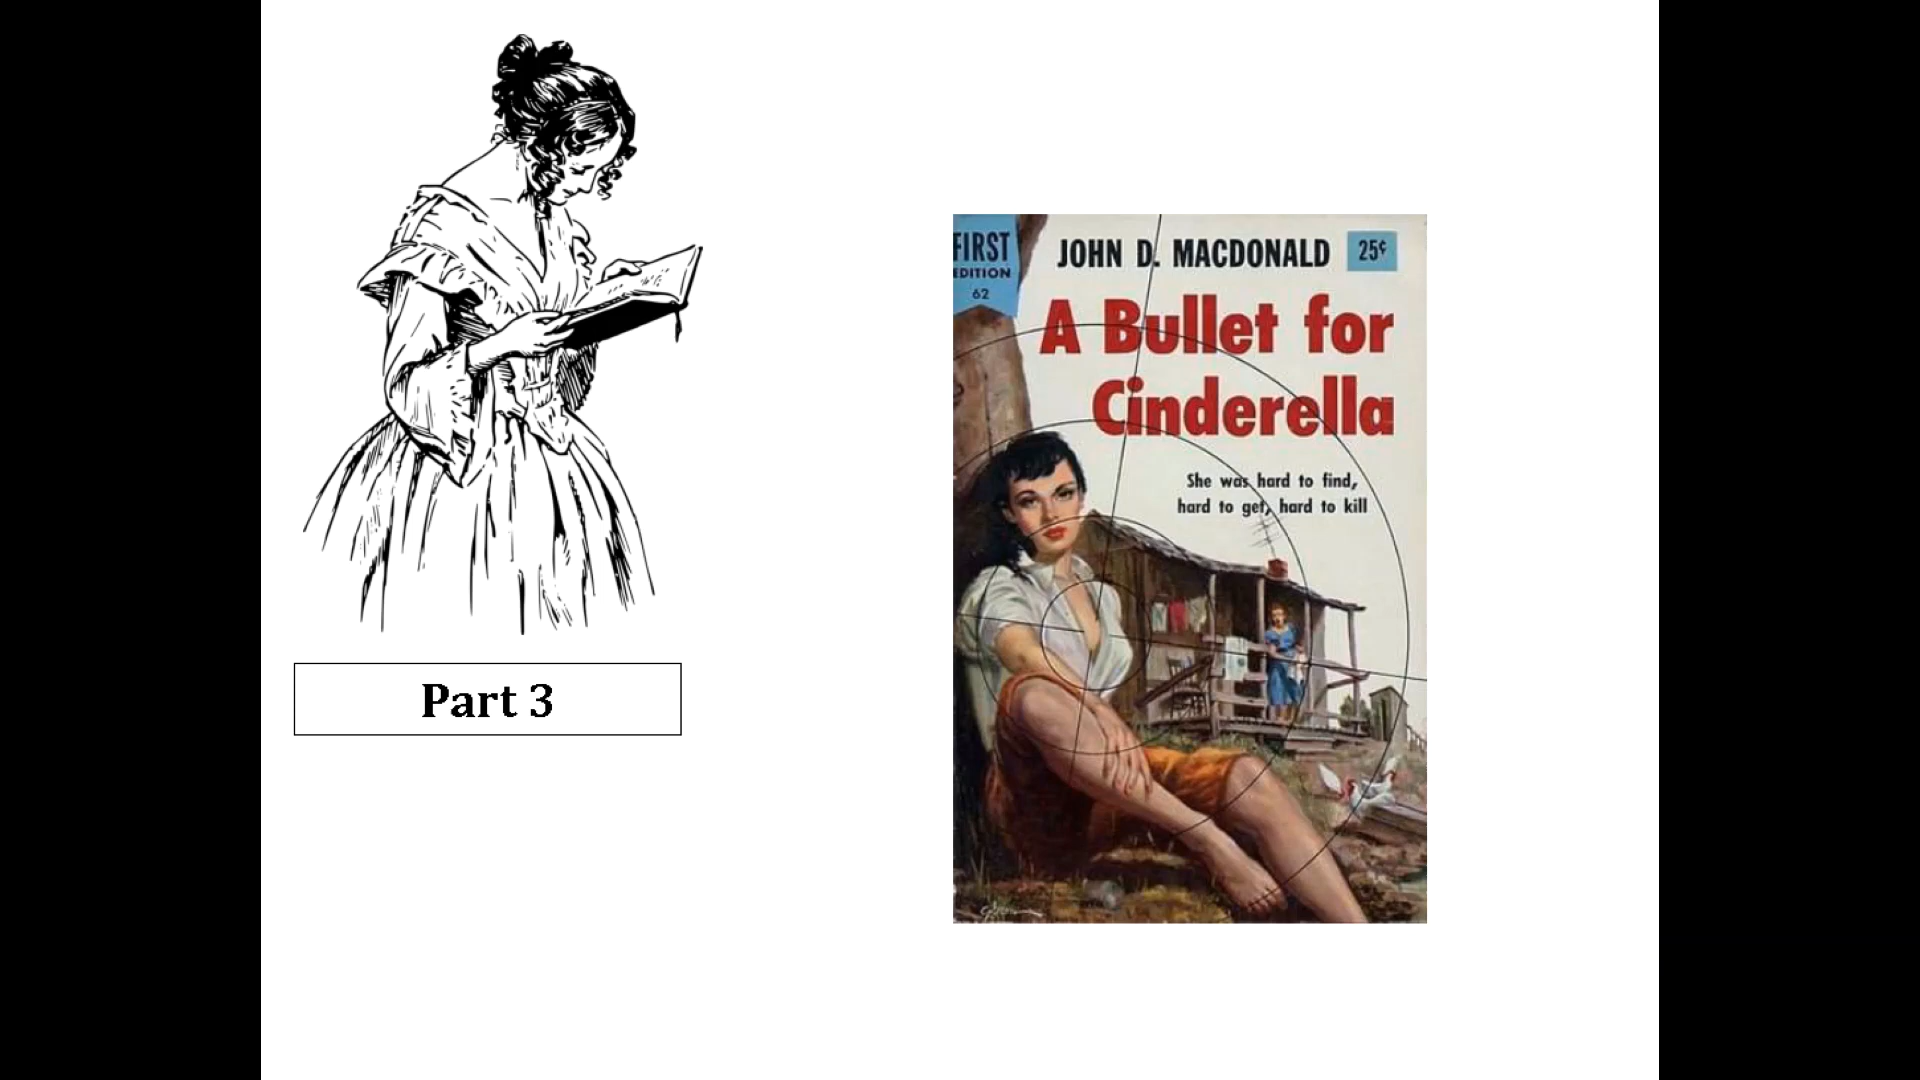 Part 3
FIRST
EDITION
62
JOHN D. MACDONALD
25¢
A Bullet for
Cinderella
She was hard to find,
hard to get, hard to kill